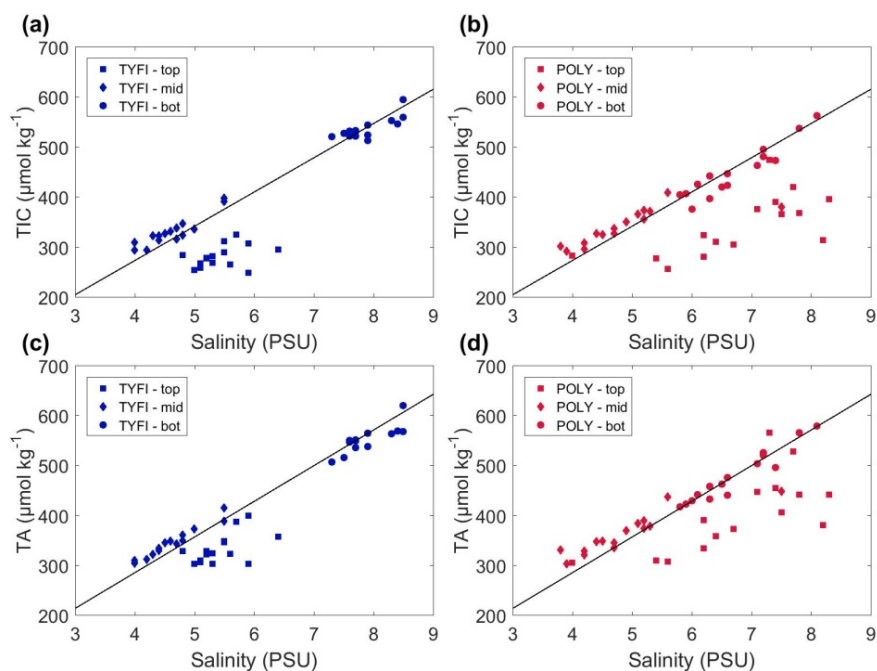 (a)
700
600
500
400
300
200
TIC (µmol kg⁻¹)
TYFI - top
TYFI - mid
TYFI - bot
3 4 5 6 7 8 9
Salinity (PSU)
(b)
700
600
500
400
300
200
TIC (µmol kg⁻¹)
POLY - top
POLY - mid
POLY - bot
3 4 5 6 7 8 9
Salinity (PSU)
(c)
700
600
500
400
300
200
TA (µmol kg⁻¹)
TYFI - top
TYFI - mid
TYFI - bot
3 4 5 6 7 8 9
Salinity (PSU)
(d)
700
600
500
400
300
200
TA (µmol kg⁻¹)
POLY - top
POLY - mid
POLY - bot
3 4 5 6 7 8 9
Salinity (PSU)